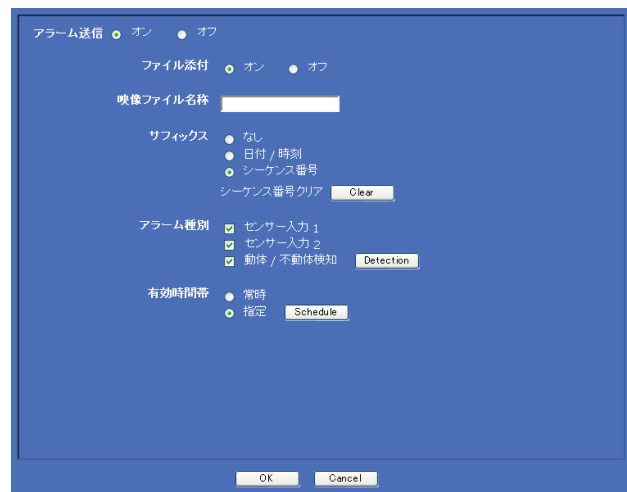 アラーム送信 オン オフ
ファイル添付 オン オフ
映像ファイル名称
サフィックス なし
日付 / 時刻
シーケンス番号
シーケンス番号クリア Clear
アラーム種別 センサー入力 1
センサー入力 2
動体 / 不動体検知 Detection
有効時間帯 常時
指定 Schedule
OK Cancel